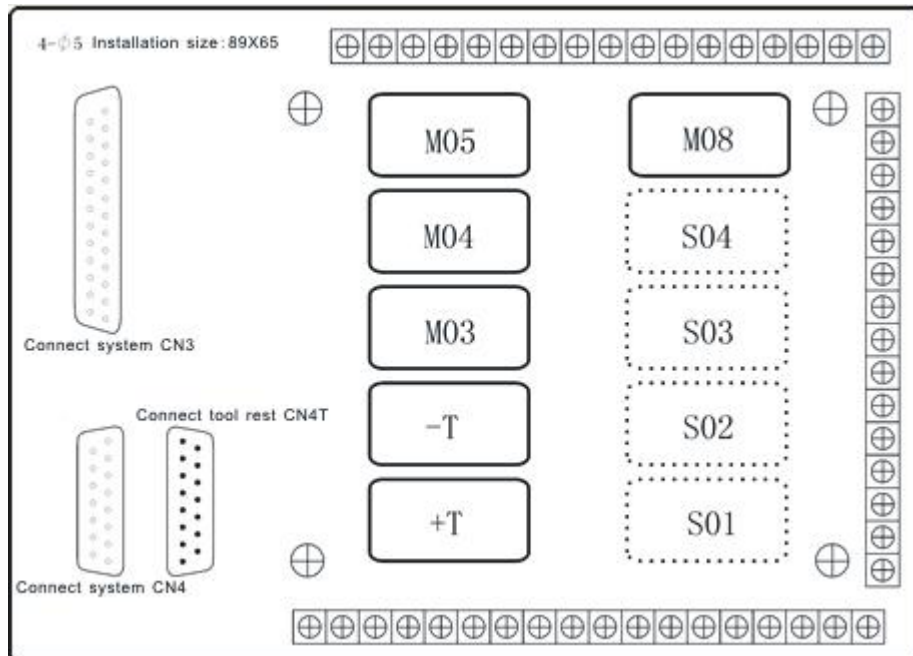 4-Φ5 Installation size:89X65
M05
M08
M04
S04
M03
S03
Connect system CN3
-T
S02
Connect tool rest CN4T
+T
S01
Connect system CN4